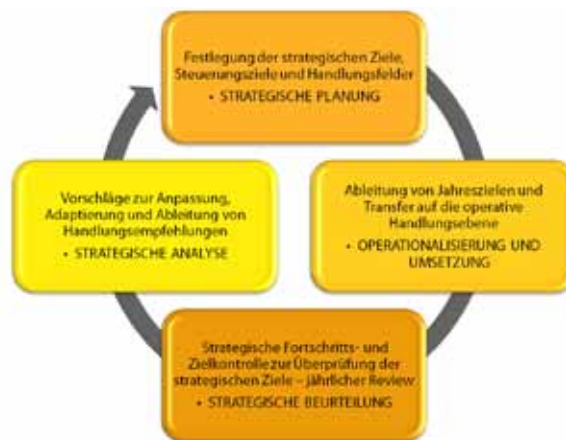 Festlegung der strategischen Ziele,
Steuerungsziele und Handlungsfelder
• STRATEGISCHE PLANUNG
Ableitung von Jahreszielen und
Transfer auf die operative
Handlungsebene
• OPERATIONALISIERUNG UND
UMSETZUNG
Strategische Fortschritts- und
Zielkontrolle zur Überprüfung der
strategischen Ziele – jährlicher Review
• STRATEGISCHE BEURTEILUNG
Vorschläge zur Anpassung,
Adaptierung und Ableitung von
Handlungsempfehlungen
• STRATEGISCHE ANALYSE